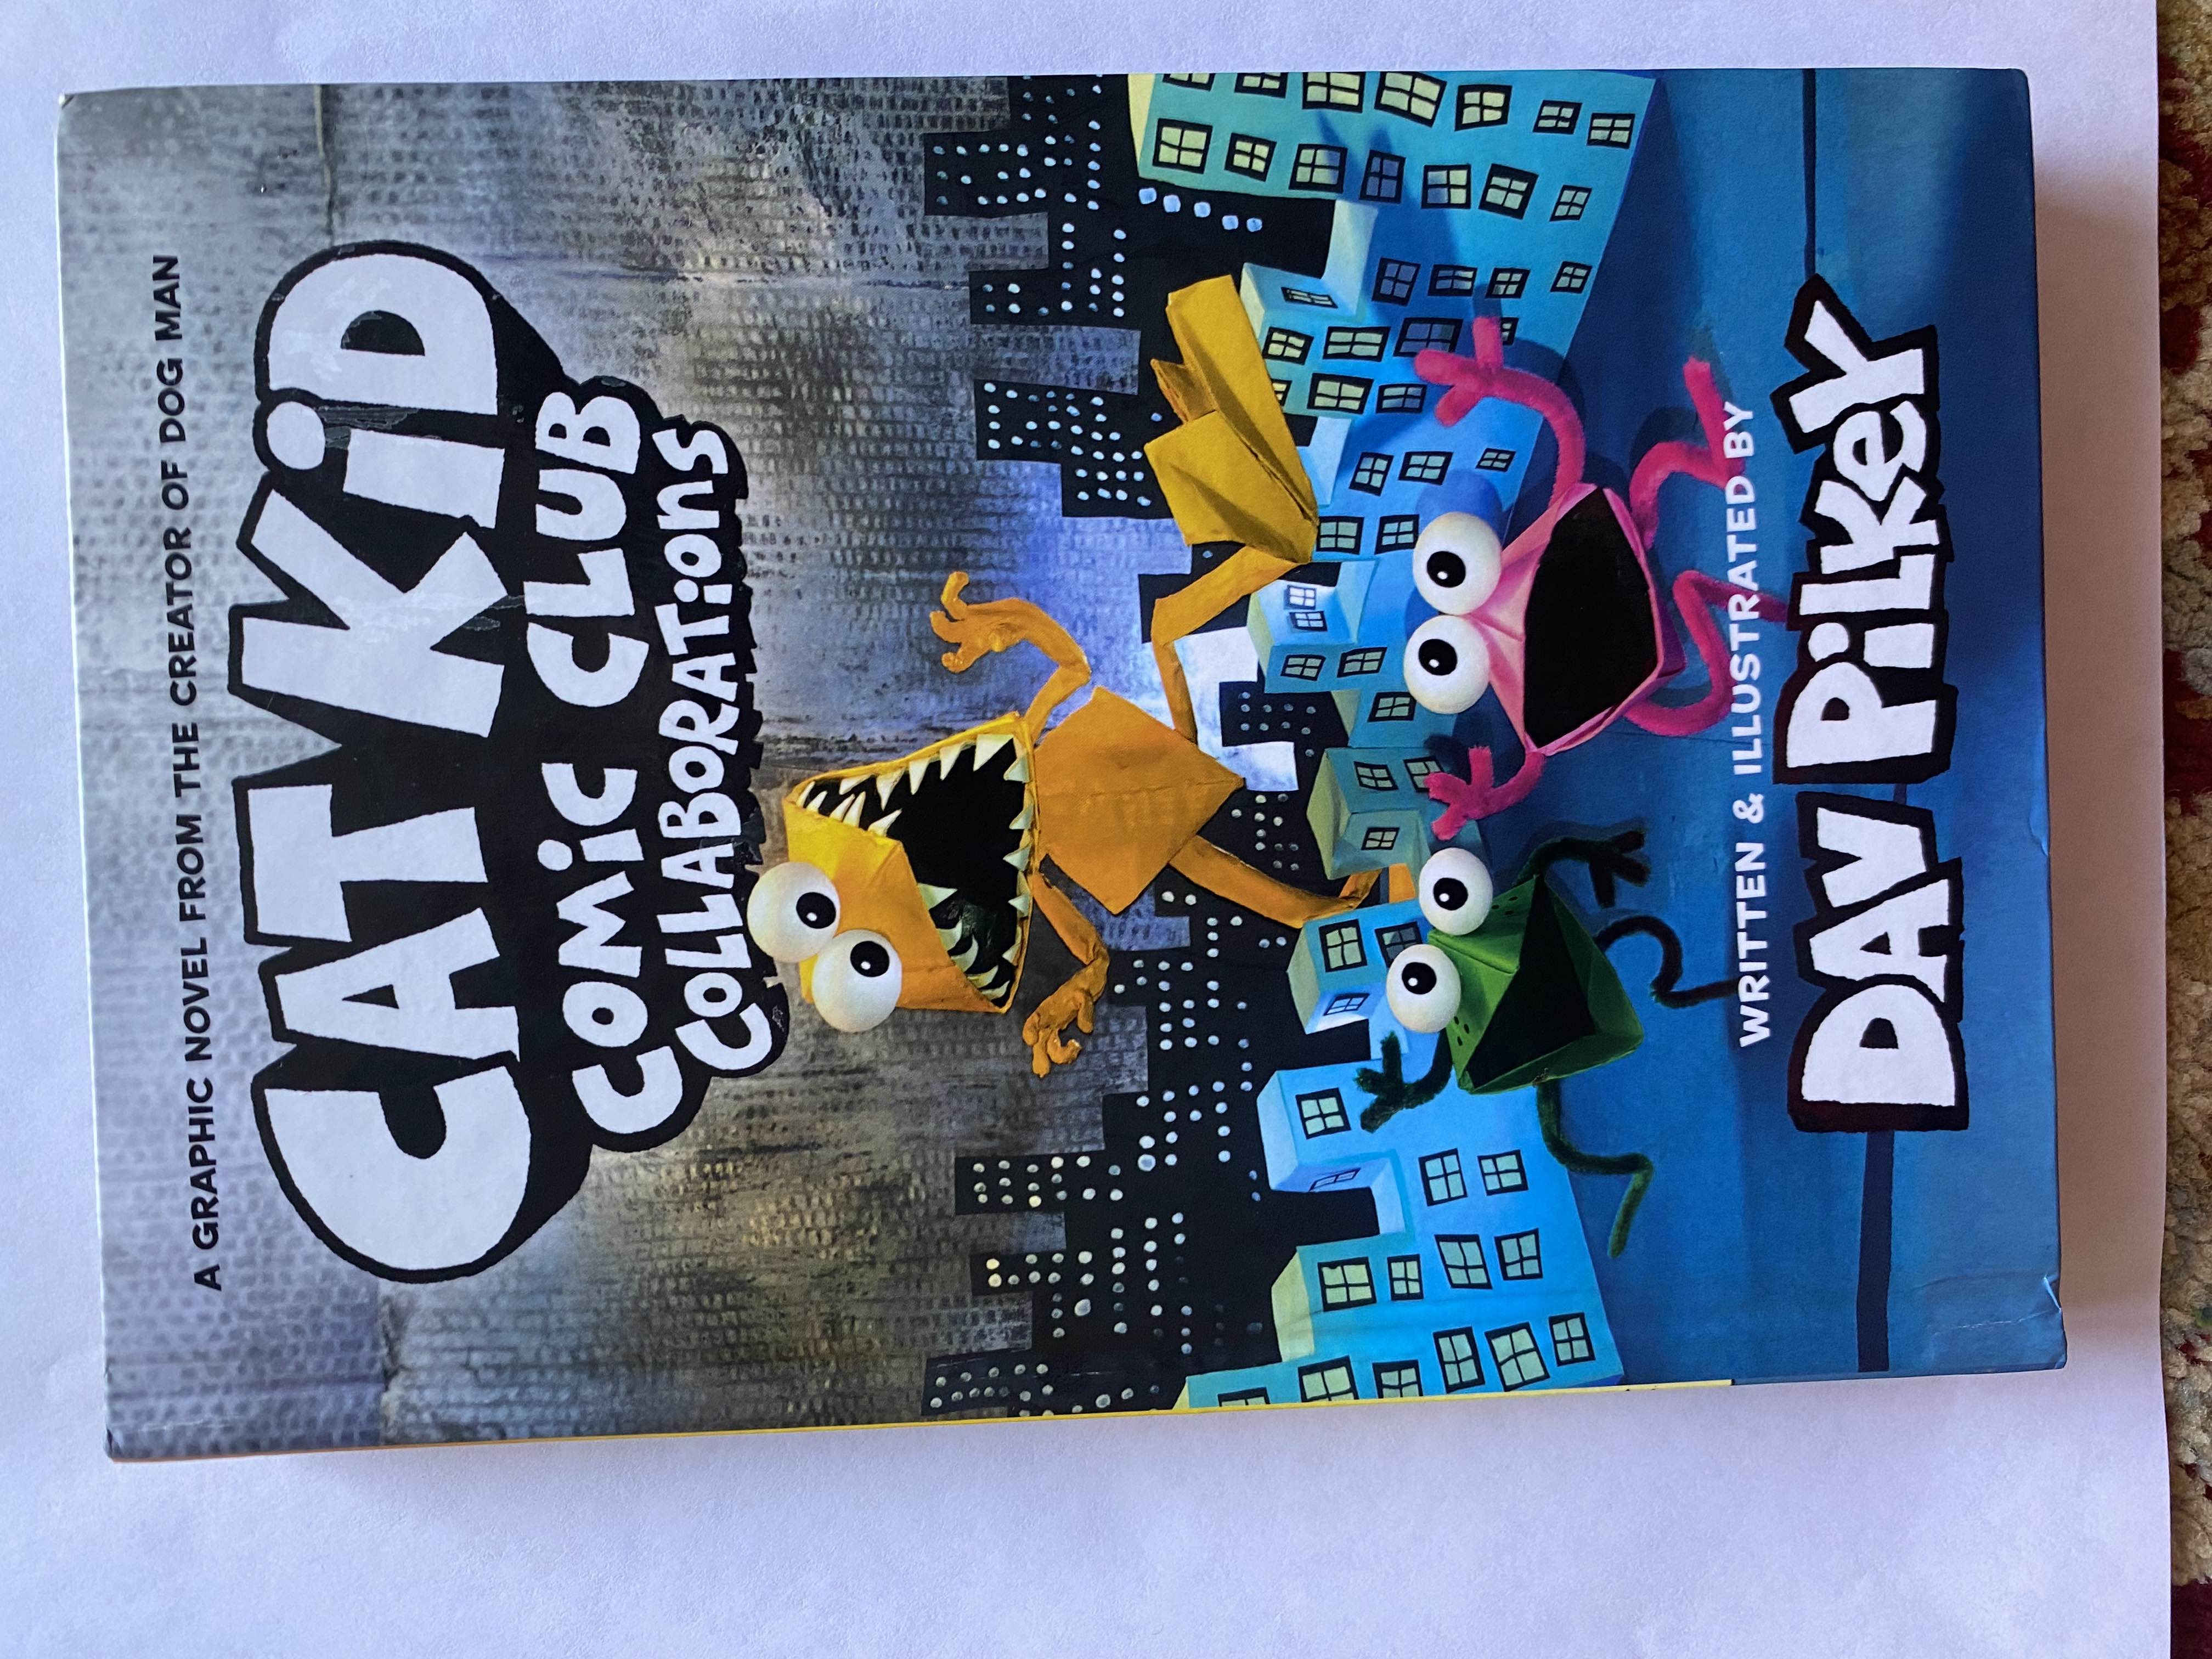 A GRAPHIC NOVEL FROM THE CREATOR OF DOG MAN
CAT KiD
COMiC CLUB
COLLABORATiONS
WRITTEN & ILLUSTRATED BY
DAV PiLKeY